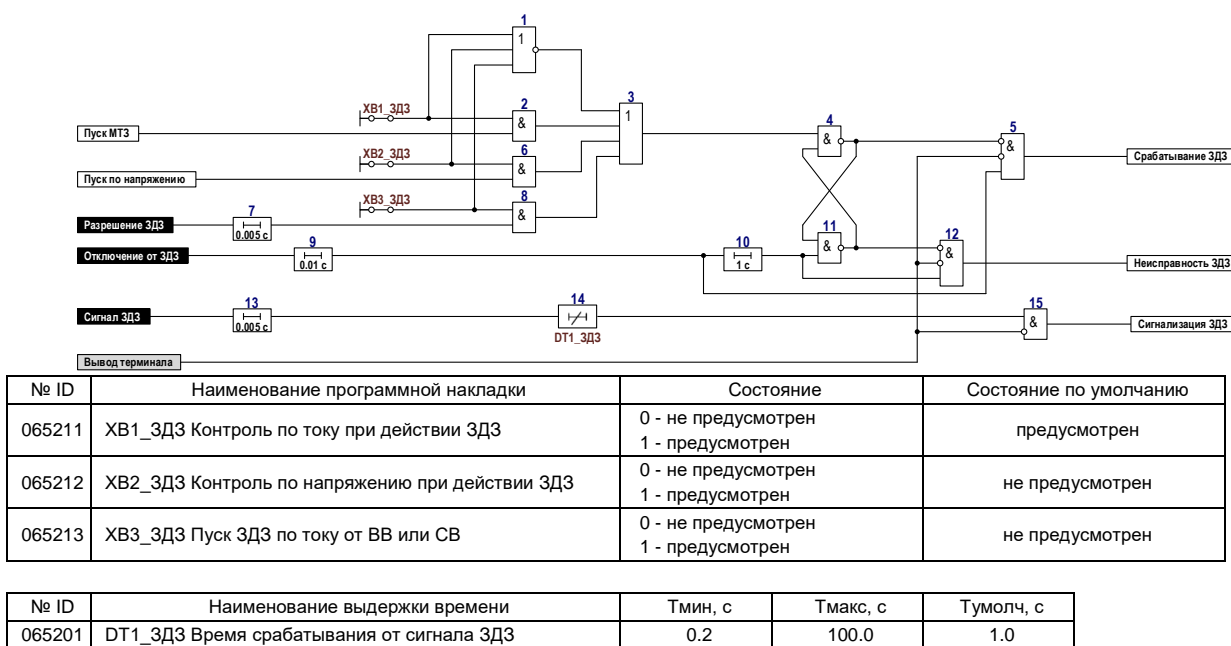 1
1
XB1_ЗДЗ
2
&
3
1
Пуск МТЗ
4
&
5
&
Срабатывание ЗДЗ
XB2_ЗДЗ
6
&
Пуск по напряжению
XB3_ЗДЗ
8
&
Разрешение ЗДЗ
7
0.005 с
Отключение от ЗДЗ
9
0.01 с
10
1 с
11
&
12
&
Неисправность ЗДЗ
Сигнал ЗДЗ
13
0.005 с
14
DT1_ЗДЗ
15
&
Сигнализация ЗДЗ
Вывод терминала
№ ID Наименование программной накладки Состояние Состояние по умолчанию
065211 XB1_ЗДЗ Контроль по току при действии ЗДЗ 0 - не предусмотрен
1 - предусмотрен предусмотрен
065212 XB2_ЗДЗ Контроль по напряжению при действии ЗДЗ 0 - не предусмотрен
1 - предусмотрен не предусмотрен
065213 XB3_ЗДЗ Пуск ЗДЗ по току от ВВ или СВ 0 - не предусмотрен
1 - предусмотрен не предусмотрен
№ ID Наименование выдержки времени Тмин, с Тмакс, с Тумолч, с
065201 DT1_ЗДЗ Время срабатывания от сигнала ЗДЗ 0.2 100.0 1.0